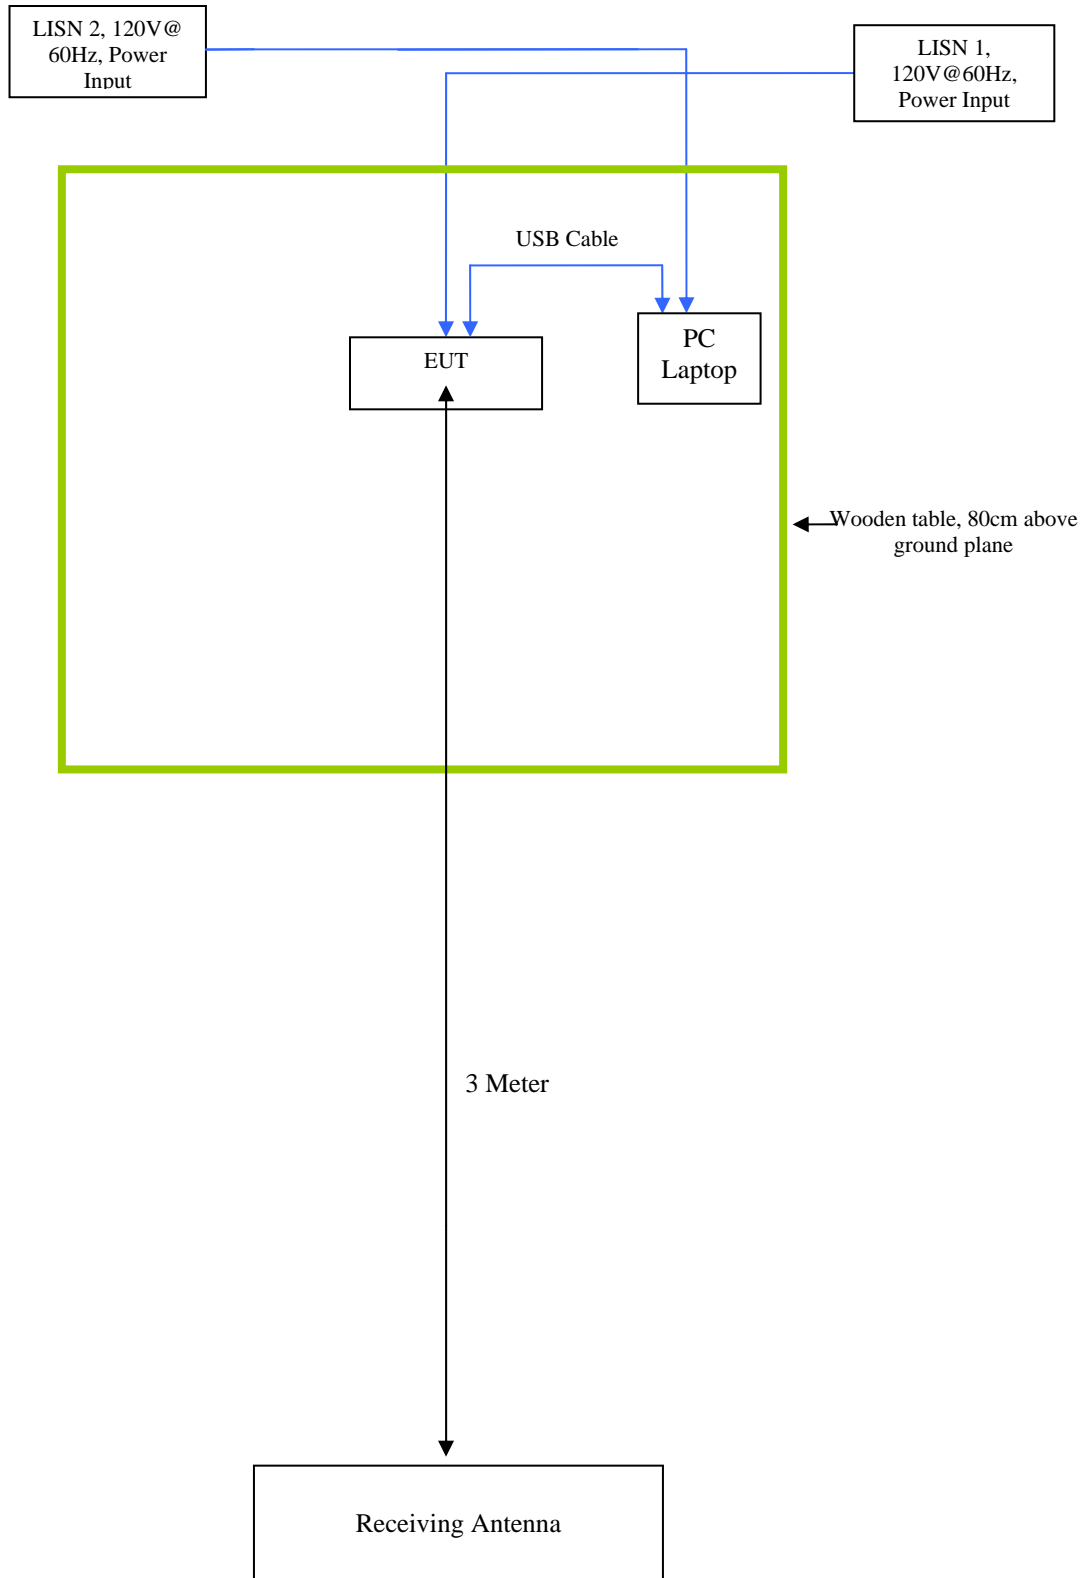 LISN 2, 120V@
60Hz, Power
Input
LISN 1,
120V@60Hz,
Power Input
USB Cable
EUT
PC
Laptop
Wooden table, 80cm above
ground plane
3 Meter
Receiving Antenna